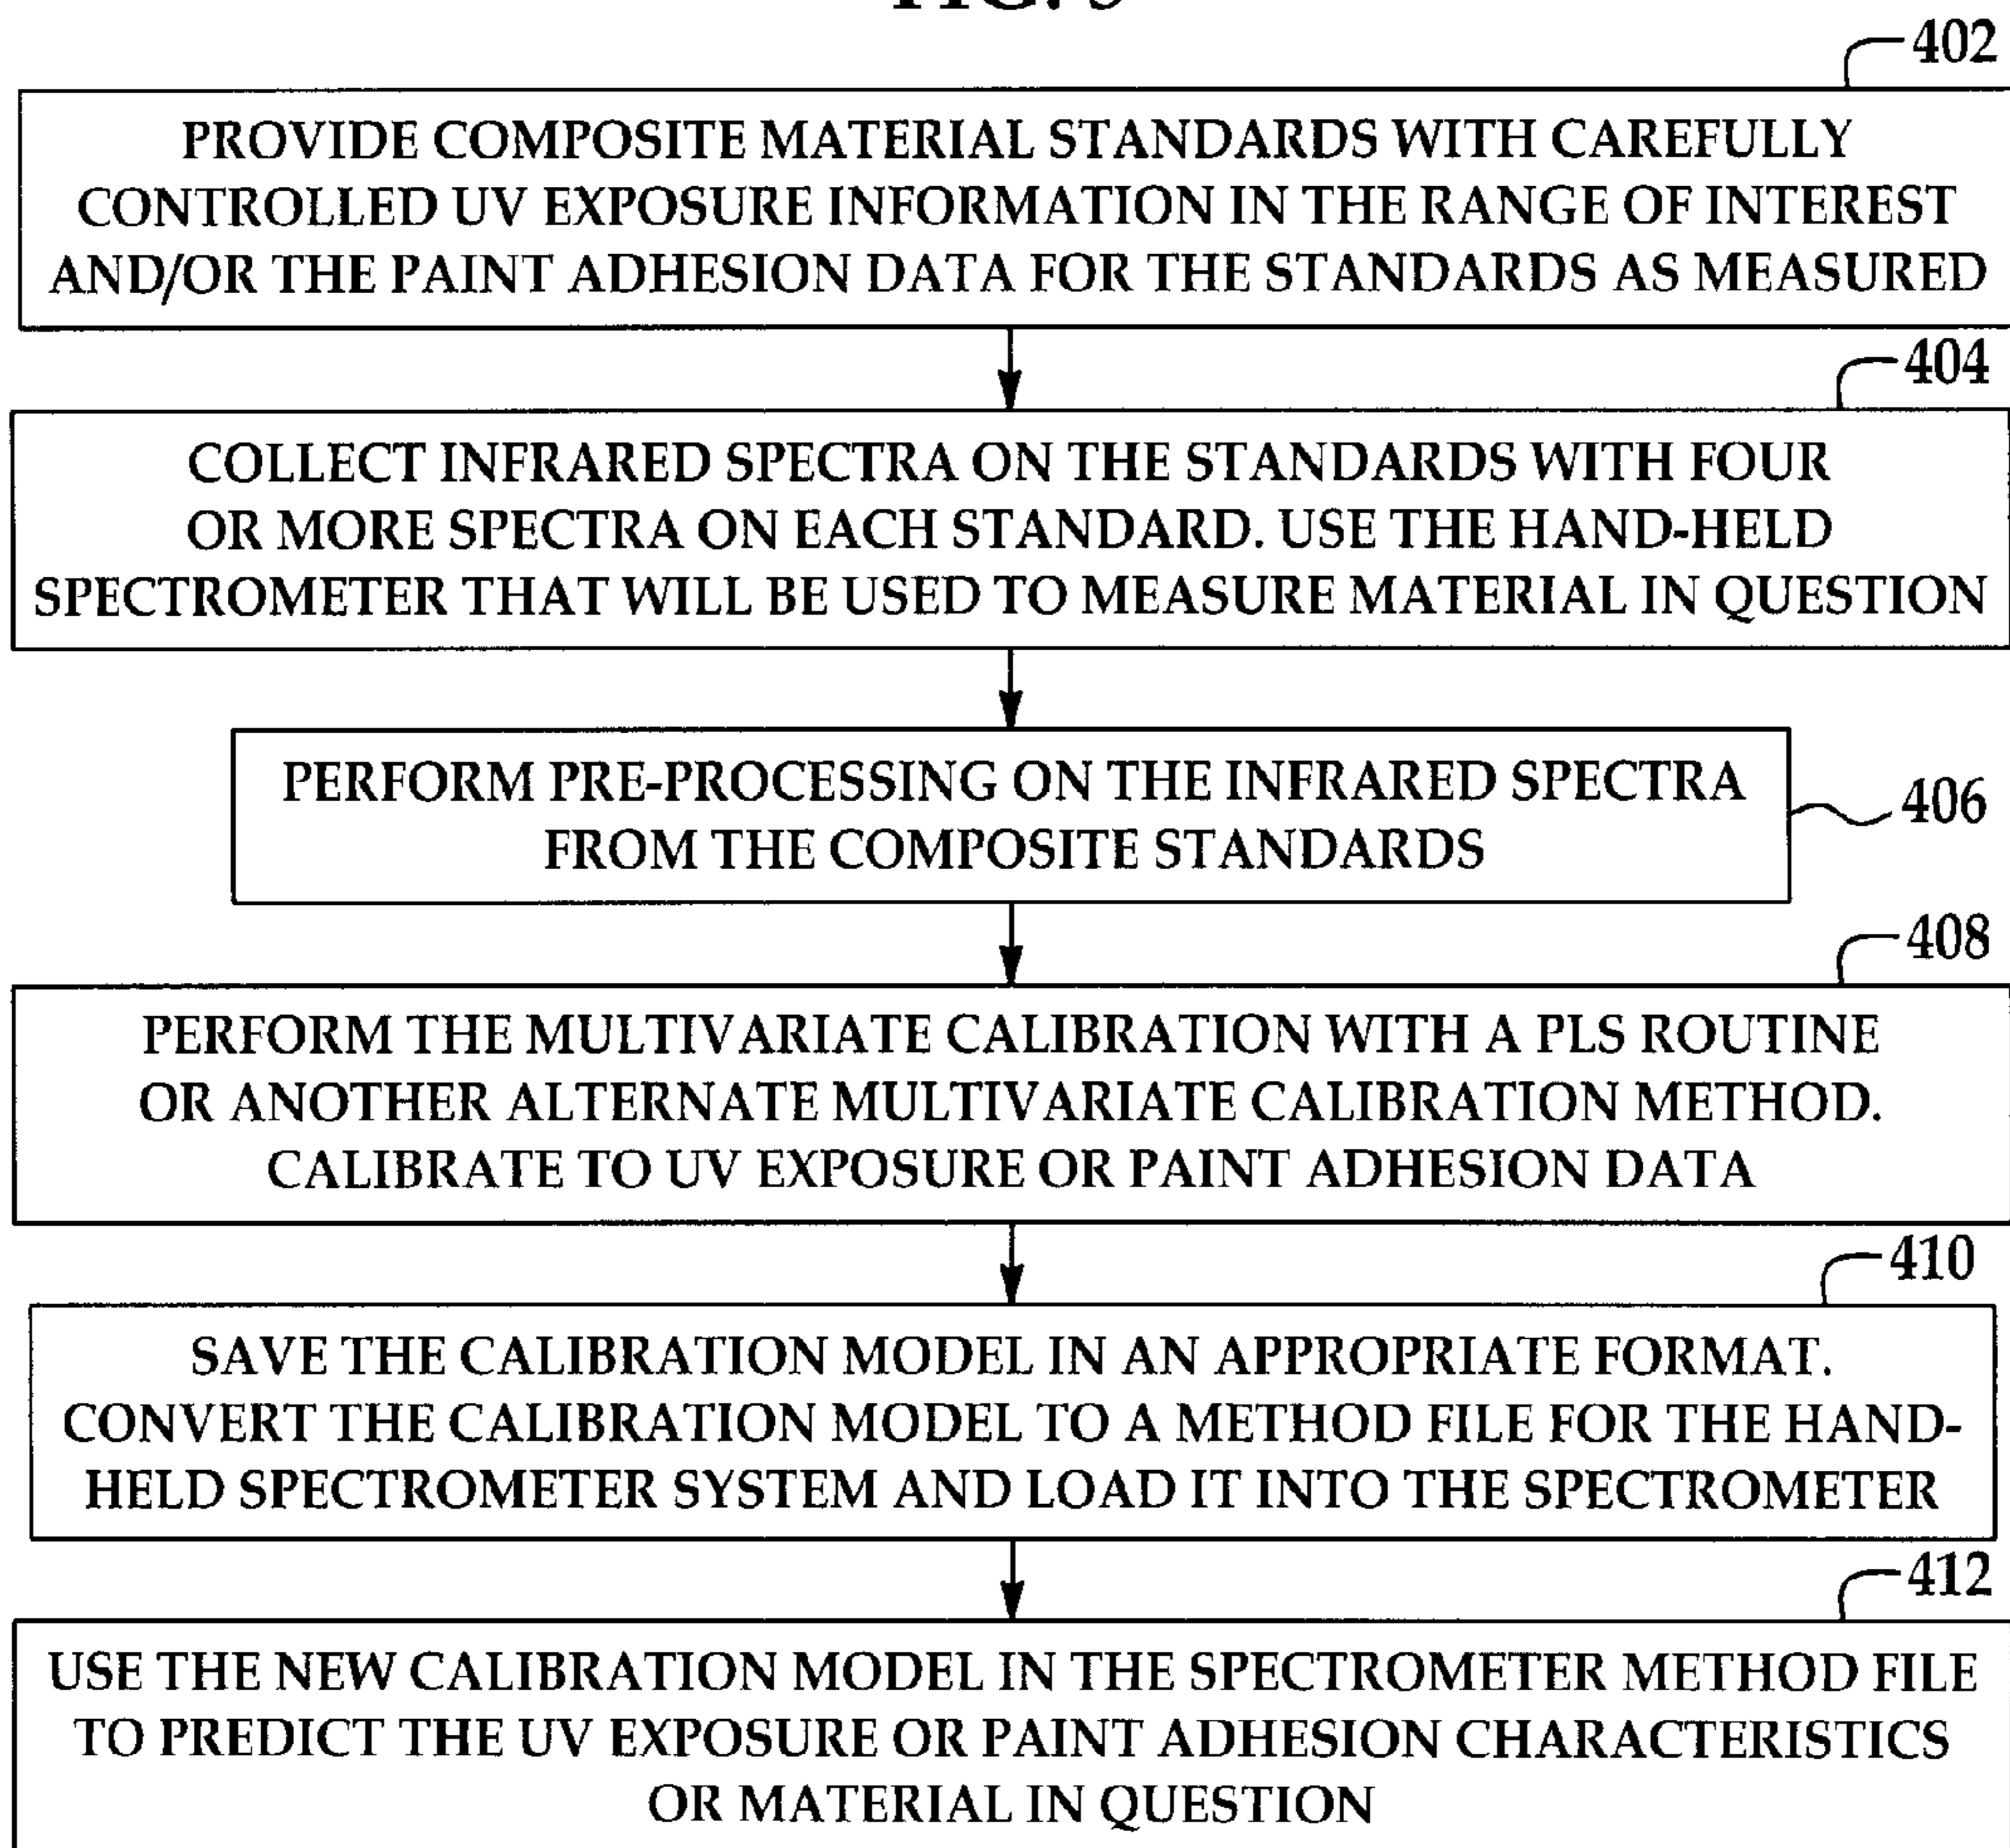 402
PROVIDE COMPOSITE MATERIAL STANDARDS WITH CAREFULLY
CONTROLLED UV EXPOSURE INFORMATION IN THE RANGE OF INTEREST
AND/OR THE PAINT ADHESION DATA FOR THE STANDARDS AS MEASURED
404
COLLECT INFRARED SPECTRA ON THE STANDARDS WITH FOUR
OR MORE SPECTRA ON EACH STANDARD. USE THE HAND-HELD
SPECTROMETER THAT WILL BE USED TO MEASURE MATERIAL IN QUESTION
PERFORM PRE-PROCESSING ON THE INFRARED SPECTRA
FROM THE COMPOSITE STANDARDS
406
408
PERFORM THE MULTIVARIATE CALIBRATION WITH A PLS ROUTINE
OR ANOTHER ALTERNATE MULTIVARIATE CALIBRATION METHOD.
CALIBRATE TO UV EXPOSURE OR PAINT ADHESION DATA
410
SAVE THE CALIBRATION MODEL IN AN APPROPRIATE FORMAT.
CONVERT THE CALIBRATION MODEL TO A METHOD FILE FOR THE HAND-
HELD SPECTROMETER SYSTEM AND LOAD IT INTO THE SPECTROMETER
412
USE THE NEW CALIBRATION MODEL IN THE SPECTROMETER METHOD FILE
TO PREDICT THE UV EXPOSURE OR PAINT ADHESION CHARACTERISTICS
OR MATERIAL IN QUESTION